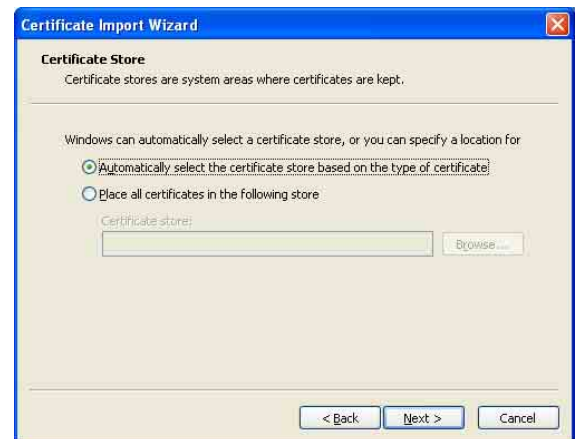 Certificate Import Wizard
Certificate Store
Certificate stores are system areas where certificates are kept.
Windows can automatically select a certificate store, or you can specify a location for
Automatically select the certificate store based on the type of certificate
Place all certificates in the following store
Certificate store:
Browse...
< Back
Next >
Cancel